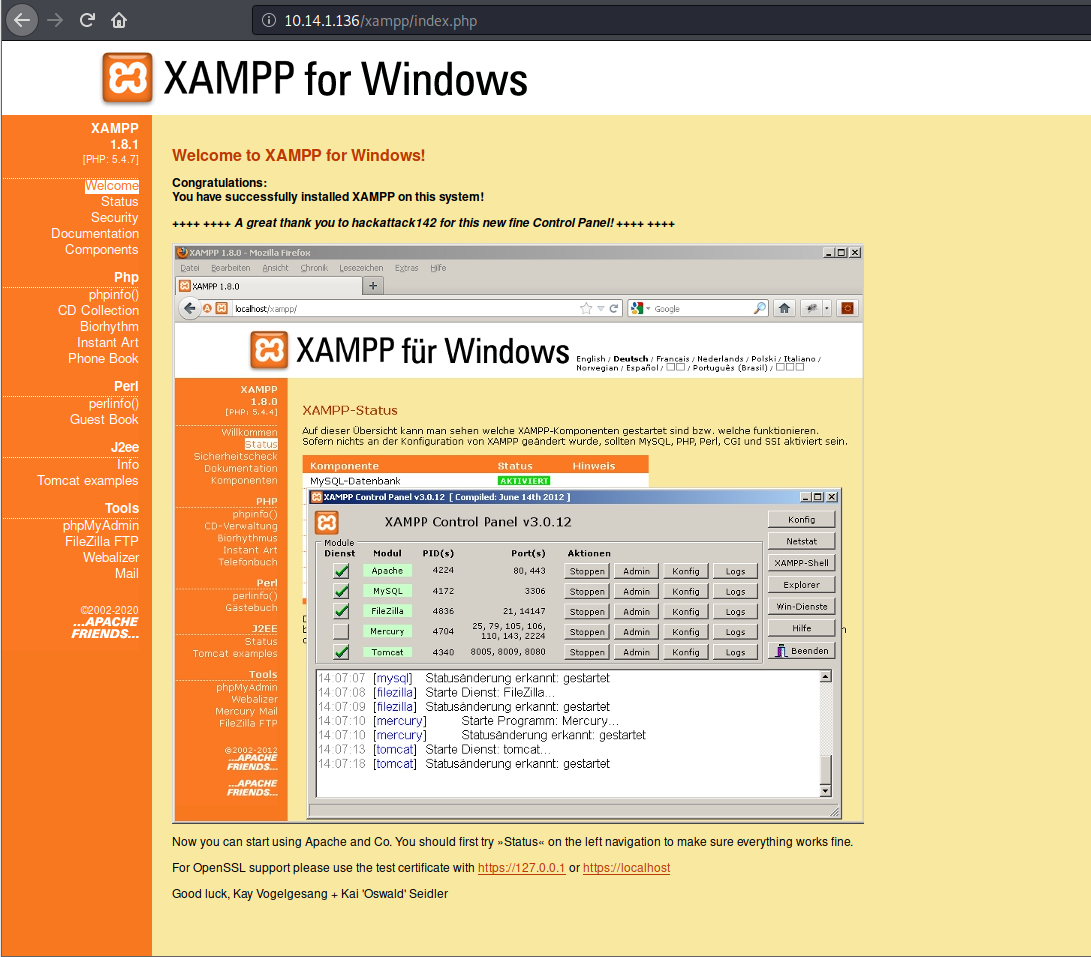 10.14.1.136/xampp/index.php
XAMPP for Windows
XAMPP
1.8.1
[PHP: 5.4.7]
Welcome
Status
Security
Documentation
Components
Php
phpinfo()
CD Collection
Biorhythm
Instant Art
Phone Book
Perl
perlinfo()
Guest Book
J2ee
Info
Tomcat examples
Tools
phpMyAdmin
FileZilla FTP
Webalizer
Mail
©2002-2020
...APACHE
FRIENDS...
Welcome to XAMPP for Windows!
Congratulations:
You have successfully installed XAMPP on this system!
++++ ++++ A great thank you to hackattack142 for this new fine Control Panel! ++++ ++++
XAMPP 1.8.0 - Mozilla Firefox
Datei Bearbeiten Ansicht Chronik Lesezeichen Extras Hilfe
XAMPP 1.8.0
localhost/xampp/ Google
XAMPP für Windows
English / Deutsch / Francais / Nederlands / Polski / Italiano /
Norwegian / Español / / Português (Brasil) /
XAMPP
1.8.0
[PHP: 5.4.4]
Willkommen
Status
Sicherheitscheck
Dokumentation
Komponenten
PHP
phpinfo()
CD-Verwaltung
Biorhythmus
Instant Art
Telefonbuch
Perl
perlinfo()
Gästebuch
J2EE
Status
Tomcat examples
Tools
phpMyAdmin
Webalizer
Mercury Mail
FileZilla FTP
©2002-2012
...APACHE
FRIENDS...
...APACHE
FRIENDS...
XAMPP-Status
Auf dieser Übersicht kann man sehen welche XAMPP-Komponenten gestartet sind bzw. welche funktionieren.
Sofern nichts an der Konfiguration von XAMPP geändert wurde, sollten MySQL, PHP, Perl, CGI und SSI aktiviert sein.
Komponente Status Hinweis
MySQL-Datenbank AKTIVIERT
XAMPP Control Panel v3.0.12 [ Compiled: June 14th 2012 ]
XAMPP Control Panel v3.0.12
Module
Dienst Modul PID(s) Port(s) Aktionen
Apache 4224 80, 443 Stoppen Admin Konfig Logs
MySQL 4172 3306 Stoppen Admin Konfig Logs
FileZilla 4836 21, 14147 Stoppen Admin Konfig Logs
Mercury 4704 25, 79, 105, 106, 110, 143, 2224 Stoppen Admin Konfig Logs
Tomcat 4340 8005, 8009, 8080 Stoppen Admin Konfig Logs
Konfig
Netstat
XAMPP-Shell
Explorer
Win-Dienste
Hilfe
Beenden
14:07:07 [mysql] Statusänderung erkannt: gestartet
14:07:08 [filezilla] Starte Dienst: FileZilla...
14:07:09 [filezilla] Statusänderung erkannt: gestartet
14:07:10 [mercury] Starte Programm: Mercury...
14:07:10 [mercury] Statusänderung erkannt: gestartet
14:07:13 [tomcat] Starte Dienst: tomcat...
14:07:18 [tomcat] Statusänderung erkannt: gestartet
Now you can start using Apache and Co. You should first try »Status« on the left navigation to make sure everything works fine.
For OpenSSL support please use the test certificate with https://127.0.0.1 or https://localhost
Good luck, Kay Vogelgesang + Kai 'Oswald' Seidler